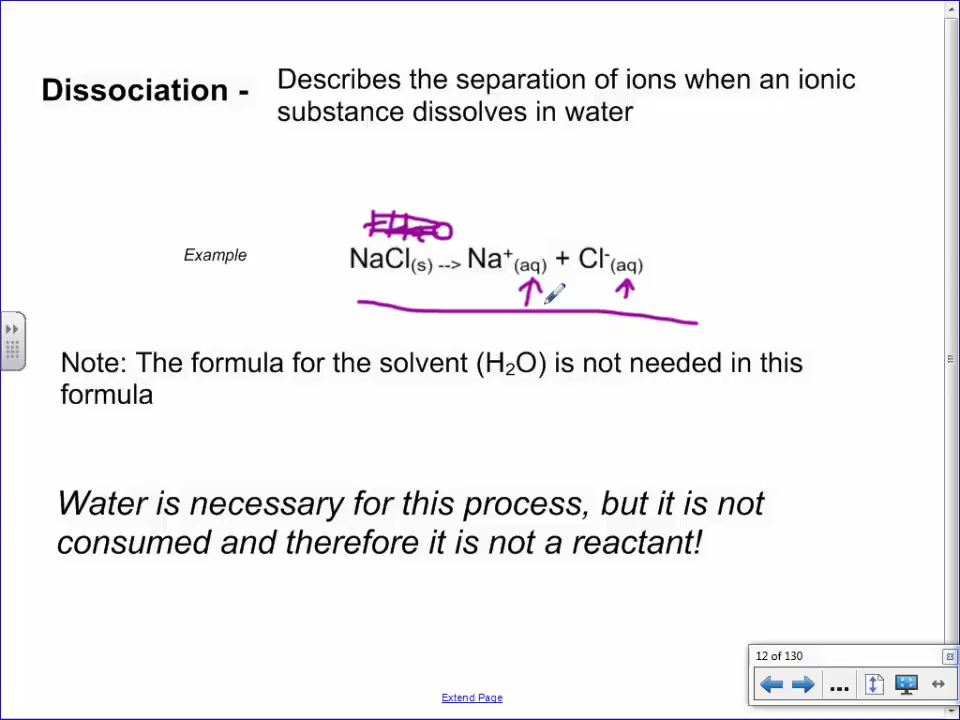 Dissociation -
Describes the separation of ions when an ionic
substance dissolves in water
Example
NaCl(s) --> Na⁺(aq) + Cl⁻(aq)
Note: The formula for the solvent (H₂O) is not needed in this
formula
Water is necessary for this process, but it is not
consumed and therefore it is not a reactant!
12 of 130
Extend Page